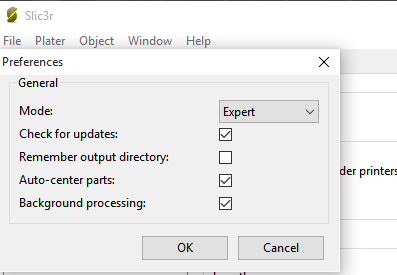 Slic3r
File Plater Object Window Help
Preferences
General
Mode: Expert
Check for updates:
Remember output directory:
der printers
Auto-center parts:
Background processing:
OK Cancel